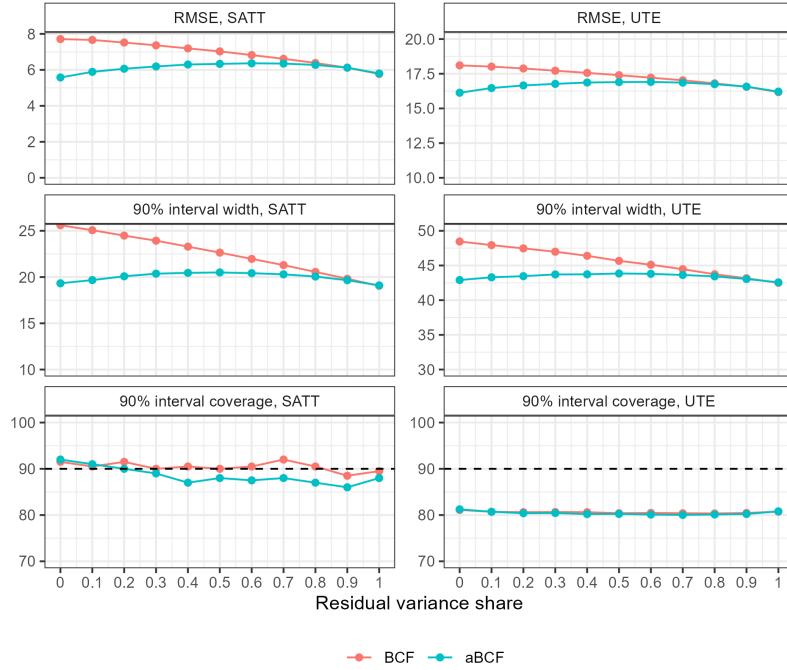 RMSE, SATT
RMSE, UTE
8
6
4
2
0
20.0
17.5
15.0
12.5
10.0
90% interval width, SATT
90% interval width, UTE
25
20
15
10
50
45
40
35
30
90% interval coverage, SATT
90% interval coverage, UTE
100
90
80
70
100
90
80
70
0 0.1 0.2 0.3 0.4 0.5 0.6 0.7 0.8 0.9 1
0 0.1 0.2 0.3 0.4 0.5 0.6 0.7 0.8 0.9 1
Residual variance share
BCF aBCF